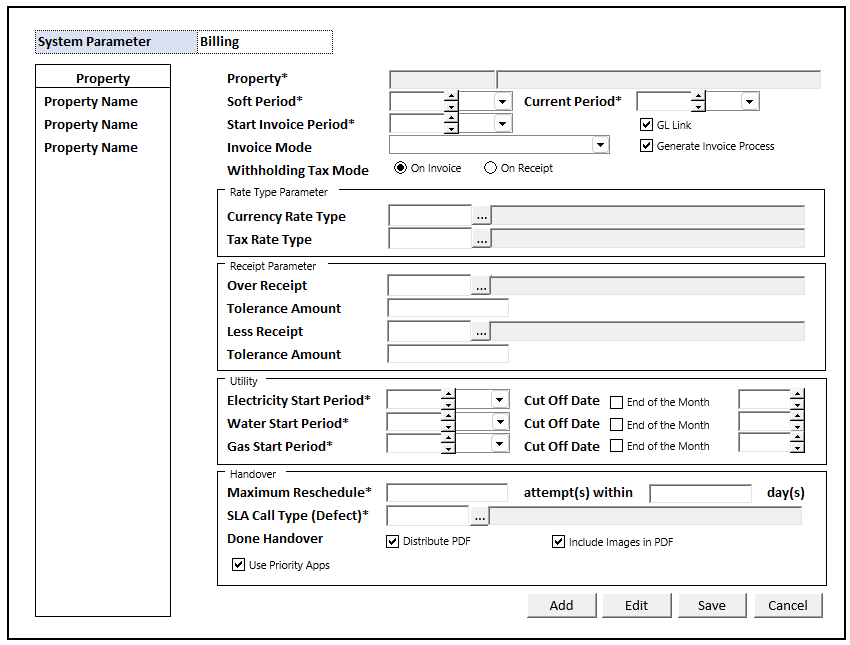 System Parameter Billing
Property
Property Name
Property Name
Property Name
Property*
Soft Period* Current Period*
Start Invoice Period* GL Link
Invoice Mode Generate Invoice Process
Withholding Tax Mode On Invoice On Receipt
Rate Type Parameter
Currency Rate Type ...
Tax Rate Type ...
Receipt Parameter
Over Receipt ...
Tolerance Amount
Less Receipt ...
Tolerance Amount
Utility
Electricity Start Period* Cut Off Date End of the Month
Water Start Period* Cut Off Date End of the Month
Gas Start Period* Cut Off Date End of the Month
Handover
Maximum Reschedule* attempt(s) within day(s)
SLA Call Type (Defect)* ...
Done Handover Distribute PDF Include Images in PDF
Use Priority Apps
Add Edit Save Cancel